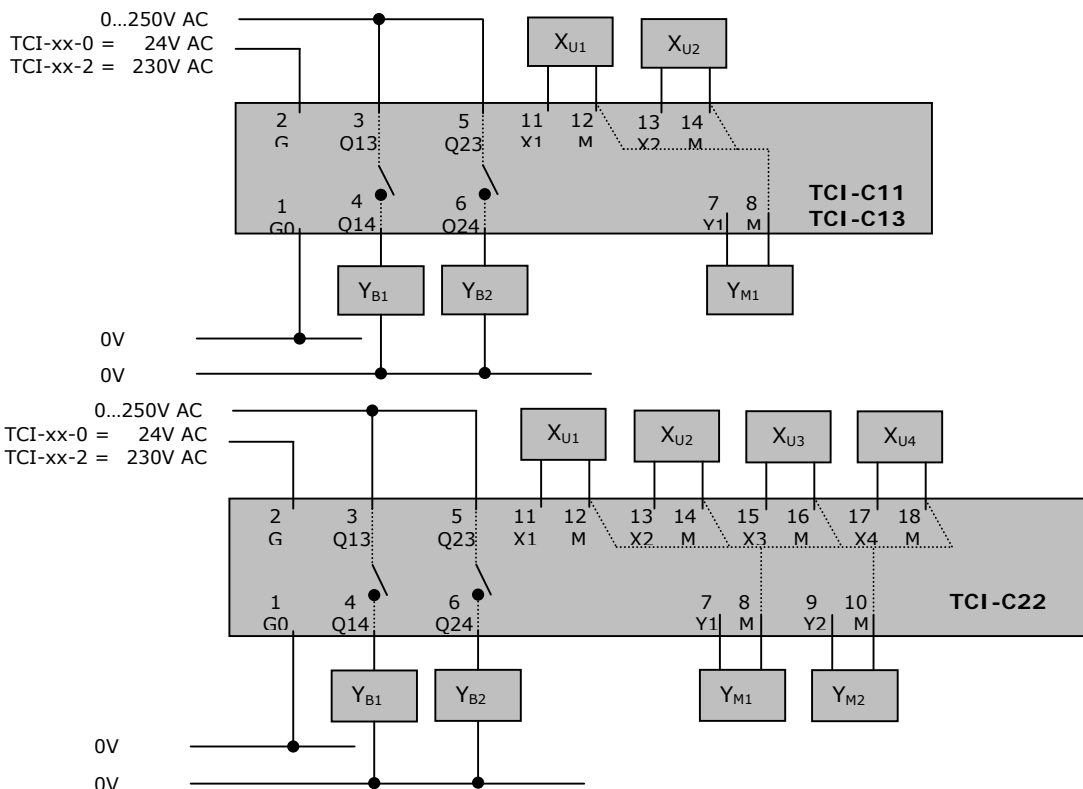 0...250V AC
TCI-xx-0 = 24V AC
TCI-xx-2 = 230V AC
XU1 XU2
2 3 5 11 12 13 14
G Q13 Q23 X1 M X2 M
TCI-C11
TCI-C13
1 4 6 7 8
G0 Q14 Q24 Y1 M
YB1 YB2 YM1
0V
0V
0...250V AC
TCI-xx-0 = 24V AC
TCI-xx-2 = 230V AC
XU1 XU2 XU3 XU4
2 3 5 11 12 13 14 15 16 17 18
G Q13 Q23 X1 M X2 M X3 M X4 M
1 4 6 7 8 9 10 TCI-C22
G0 Q14 Q24 Y1 M Y2 M
YB1 YB2 YM1 YM2
0V
0V